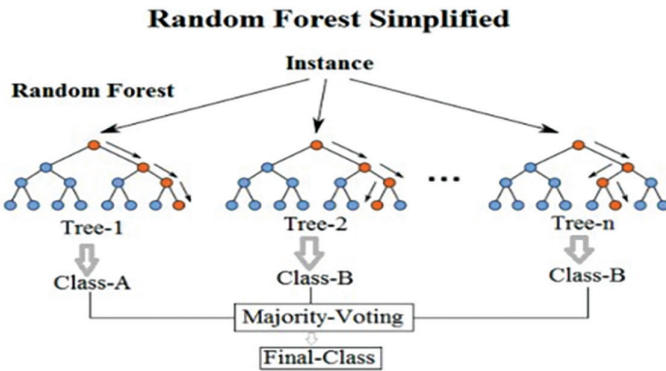 Random Forest Simplified
Instance
Random Forest
...
Tree-1
Tree-2
Tree-n
Class-A
Class-B
Class-B
Majority-Voting
Final-Class